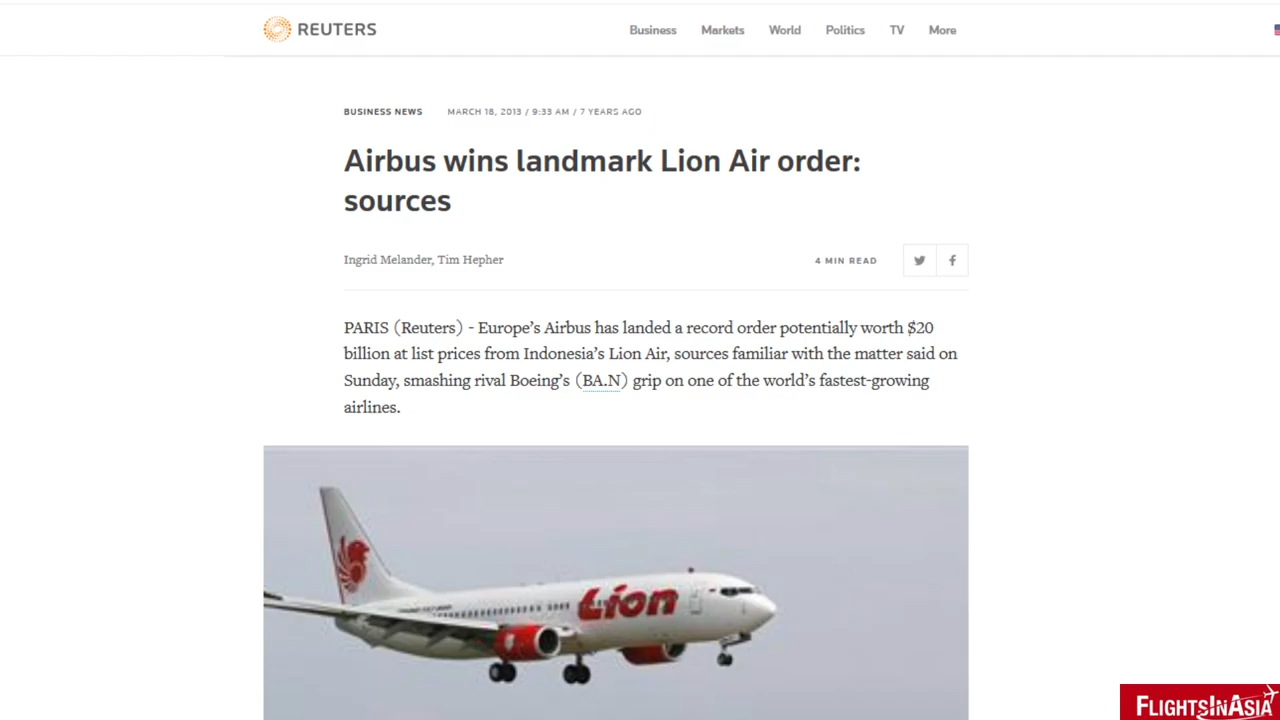 REUTERS
Business Markets World Politics TV More
BUSINESS NEWS MARCH 18, 2013 / 9:33 AM / 7 YEARS AGO
Airbus wins landmark Lion Air order:
sources
Ingrid Melander, Tim Hepher
4 MIN READ
PARIS (Reuters) - Europe’s Airbus has landed a record order potentially worth $20
billion at list prices from Indonesia’s Lion Air, sources familiar with the matter said on
Sunday, smashing rival Boeing’s (BA.N) grip on one of the world’s fastest-growing
airlines.
Lion
FLIGHTSINASIA